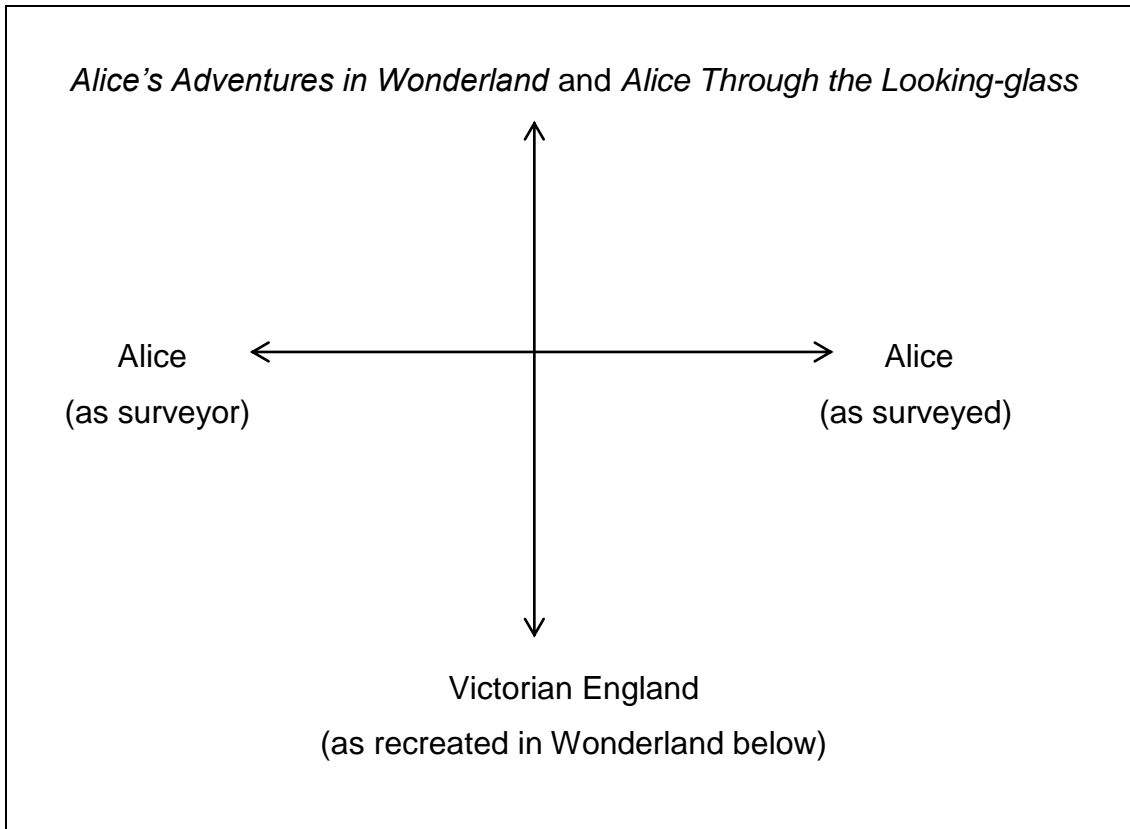 Alice’s Adventures in Wonderland and Alice Through the Looking-glass
Alice
(as surveyor)
Alice
(as surveyed)
Victorian England
(as recreated in Wonderland below)